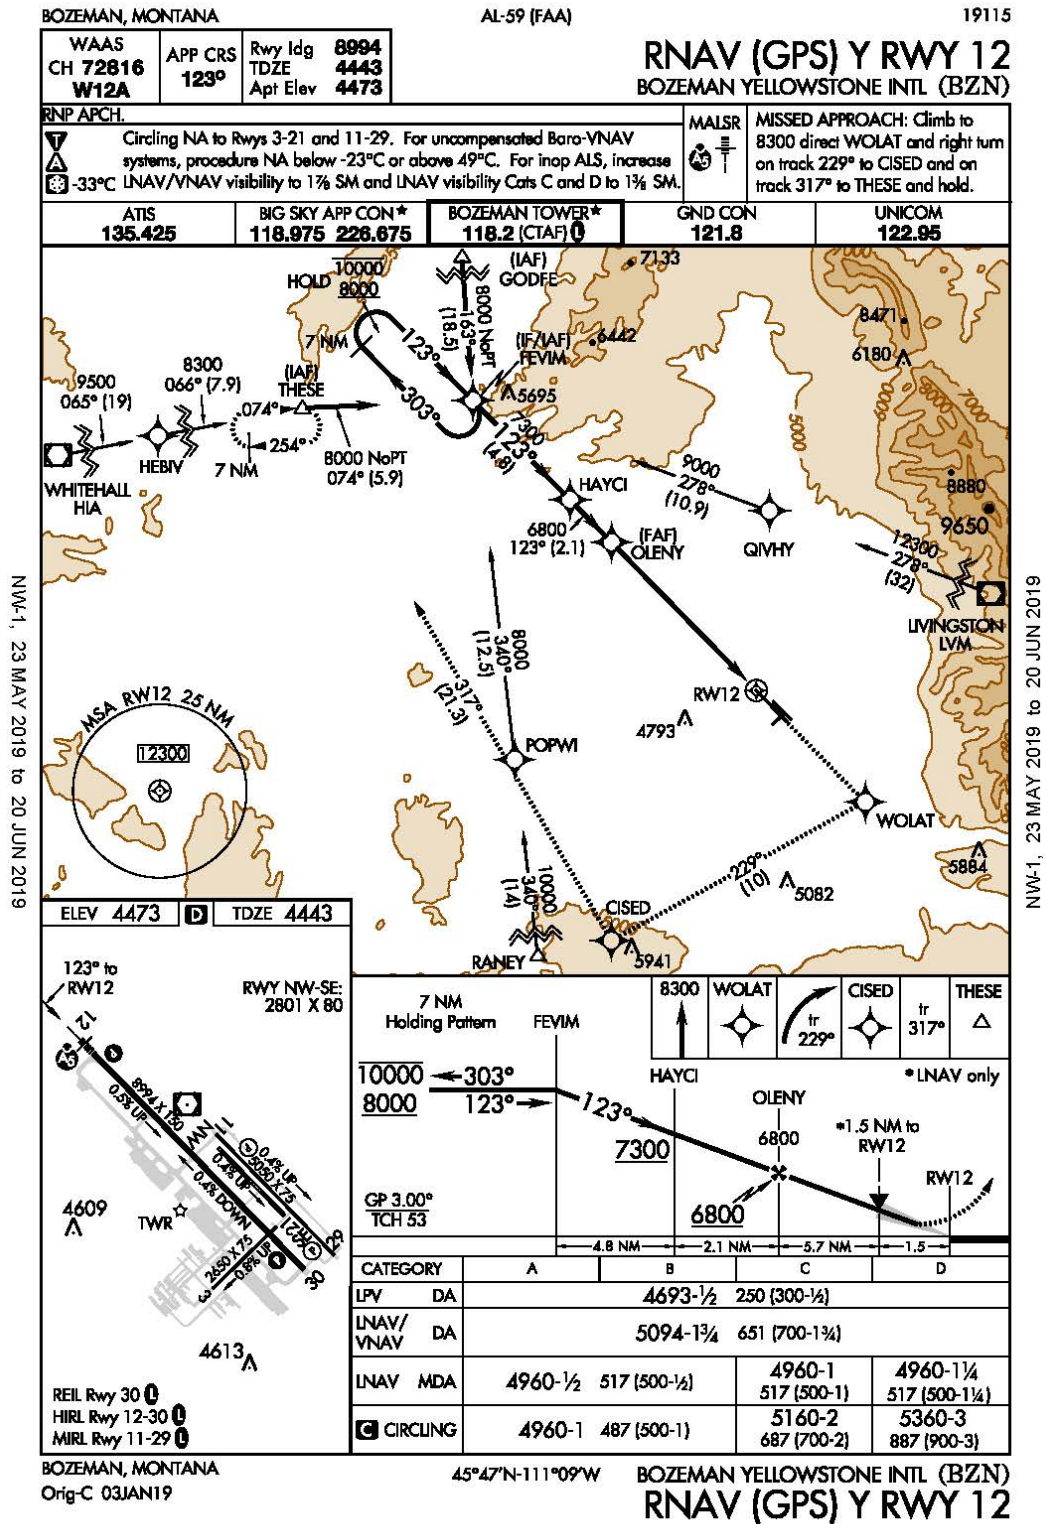 BOZEMAN, MONTANA
AL-59 (FAA)
19115
WAAS
CH 72816
W12A
APP CRS
123°
Rwy ldg 8994
TDZE 4443
Apt Elev 4473
RNAV (GPS) Y RWY 12
BOZEMAN YELLOWSTONE INTL (BZN)
RNP APCH.
T
A
-33°C
Circling NA to Rwys 3-21 and 11-29. For uncompensated Baro-VNAV
systems, procedure NA below -23°C or above 49°C. For inop ALS, increase
LNAV/VNAV visibility to 1⅞ SM and LNAV visibility Cats C and D to 1⅜ SM.
MALSR
A5
MISSED APPROACH: Climb to
8300 direct WOLAT and right turn
on track 229° to CISED and on
track 317° to THESE and hold.
ATIS
135.425
BIG SKY APP CON★
118.975 226.675
BOZEMAN TOWER★
118.2 (CTAF) L
GND CON
121.8
UNICOM
122.95
HOLD
10000
8000
(IAF)
GODFE
8000 NoPT
163°
(18.5)
7133
8471
6442
6180
7 NM
123°
303°
(IF/IAF)
FEVIM
5695
9500
065° (19)
8300
066° (7.9)
(IAF)
THESE
074°
254°
7 NM
8000 NoPT
074° (5.9)
HEBIV
WHITEHALL
HIA
7300
123°
(4.8)
5000
HAYCI
9000
278°
(10.9)
8000
8880
9650
6800
123° (2.1)
(FAF)
OLENY
QIVHY
12300
278°
(32)
LIVINGSTON
LVM
8000
340°
(12.5)
317°
(21.3)
RW12
4793
POPWI
MSA RW12 25 NM
12300
WOLAT
229°
(10)
5884
5082
10000
340°
(14)
CISED
5000
5941
RANEY
NW-1, 23 MAY 2019 to 20 JUN 2019
NW-1, 23 MAY 2019 to 20 JUN 2019
ELEV 4473
D
TDZE 4443
123° to
RW12
RWY NW-SE:
2801 X 80
12
A5
8994 X 150
0.5% UP
0.4% DOWN
NW
11
0.4% UP
5050 X 75
0.4% UP
21
29
30
2650 X 75
0.8% UP
3
4609
TWR
4613
REIL Rwy 30 L
HIRL Rwy 12-30 L
MIRL Rwy 11-29 L
8300
WOLAT
tr
229°
CISED
tr
317°
THESE
7 NM
Holding Pattern
FEVIM
HAYCI
*LNAV only
10000
8000
303°
123°
123°
OLENY
6800
*1.5 NM to
RW12
7300
RW12
6800
GP 3.00°
TCH 53
4.8 NM
2.1 NM
5.7 NM
1.5
CATEGORY A B C D
LPV DA 4693-½ 250 (300-½)
LNAV/
VNAV DA 5094-1¾ 651 (700-1¾)
LNAV MDA 4960-½ 517 (500-½)
4960-1
517 (500-1)
4960-1¼
517 (500-1¼)
C CIRCLING 4960-1 487 (500-1)
5160-2
687 (700-2)
5360-3
887 (900-3)
BOZEMAN, MONTANA
Orig-C 03JAN19
45°47'N-111°09'W
BOZEMAN YELLOWSTONE INTL (BZN)
RNAV (GPS) Y RWY 12